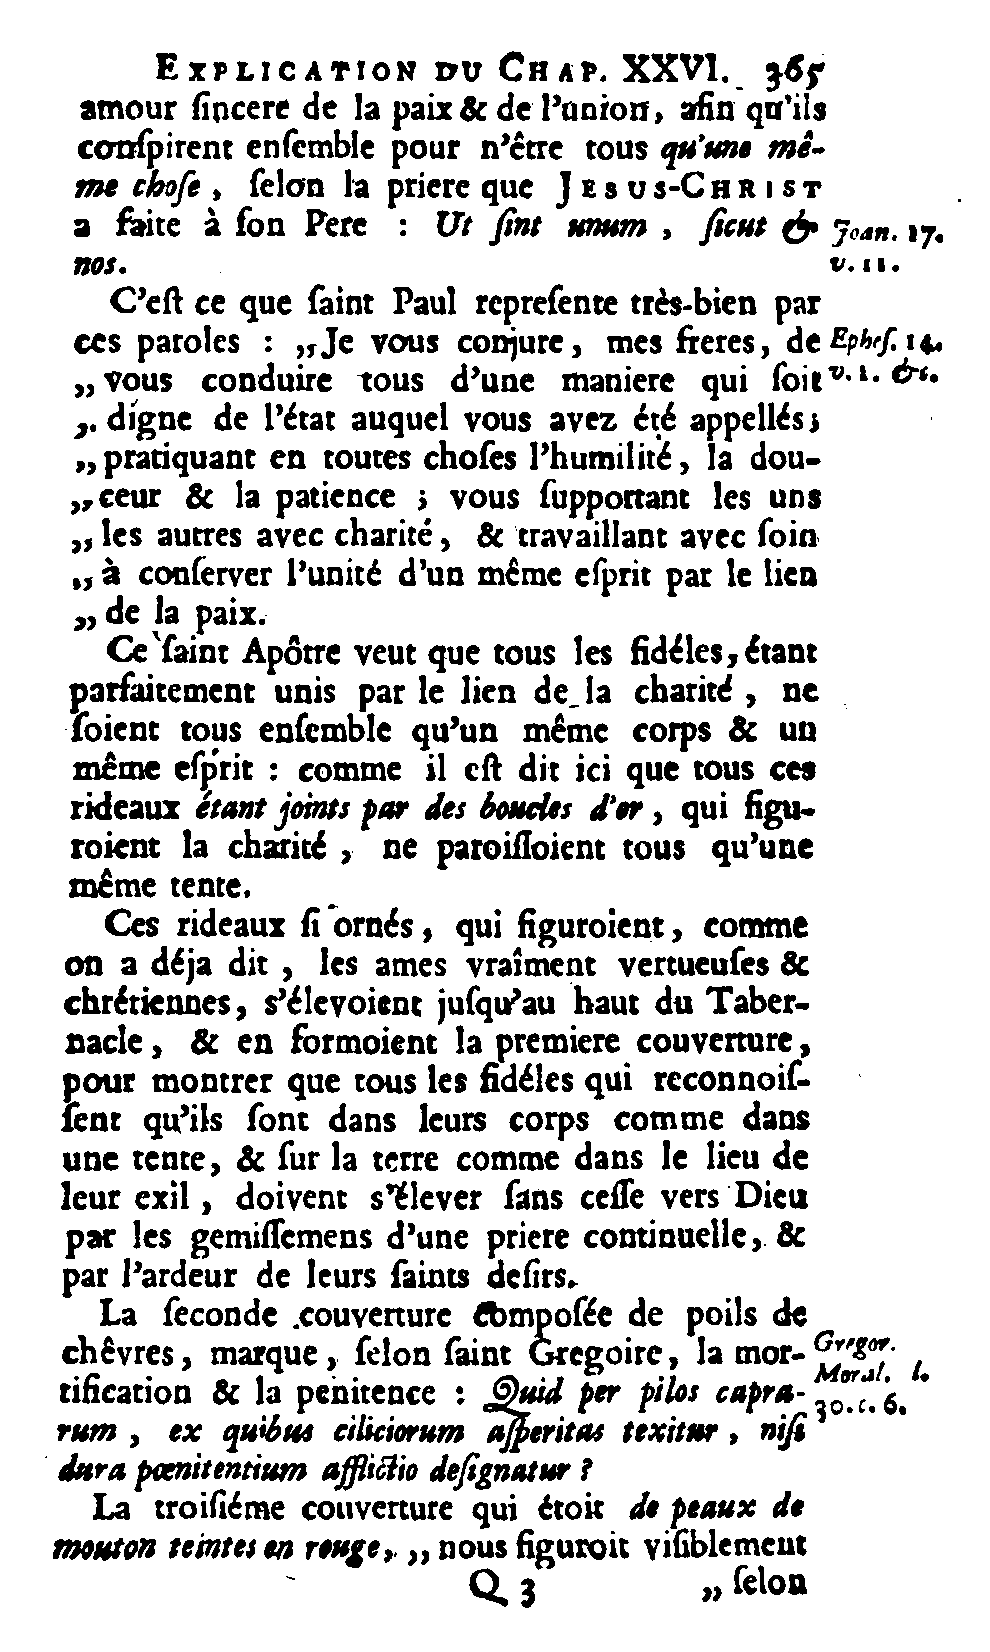 EXPLICATION DU CHAP. XXVI. 365
amour ſincere de la paix & de l'union, afin qu'ils
conſpirent enſemble pour n'être tous qu'une mê-
me choſe, ſelon la priere que JESUS-CHRIST
a faite à ſon Pere : Ut ſint unum, ſicut & Joan. 17.
nos. v. 11.
C'eſt ce que ſaint Paul repreſente très-bien par
ces paroles : „Je vous conjure, mes freres, de Epheſ. 14.
„ vous conduire tous d'une maniere qui ſoit v. 1. &c.
„ digne de l'état auquel vous avez été appellés;
„ pratiquant en toutes choſes l'humilité, la dou-
„ ceur & la patience ; vous ſupportant les uns
„ les autres avec charité, & travaillant avec ſoin
„ à conſerver l'unité d'un même eſprit par le lien
„ de la paix.
Ce ſaint Apôtre veut que tous les fidéles, étant
parfaitement unis par le lien de la charité, ne
ſoient tous enſemble qu'un même corps & un
même eſprit : comme il eſt dit ici que tous ces
rideaux étant joints par des boucles d'or, qui figu-
roient la charité, ne paroiſſoient tous qu'une
même tente.
Ces rideaux ſi ornés, qui figuroient, comme
on a déja dit, les ames vraîment vertueuſes &
chrétiennes, s'élevoient juſqu'au haut du Taber-
nacle, & en formoient la premiere couverture,
pour montrer que tous les fidéles qui reconnoiſ-
ſent qu'ils ſont dans leurs corps comme dans
une tente, & ſur la terre comme dans le lieu de
leur exil, doivent s'élever ſans ceſſe vers Dieu
par les gemiſſemens d'une priere continuelle, &
par l'ardeur de leurs ſaints deſirs.
La ſeconde couverture compoſée de poils de
chêvres, marque, ſelon ſaint Gregoire, la mor- Gregor.
tification & la penitence : Quid per pilos capra- Moral. l.
rum, ex quibus ciliciorum aſperitas texitur, niſi 30. c. 6.
dura pœnitentium afflictio deſignatur ?
La troiſiéme couverture qui étoit de peaux de
mouton teintes en rouge, „ nous figuroit viſiblement
Q 3 „ ſelon